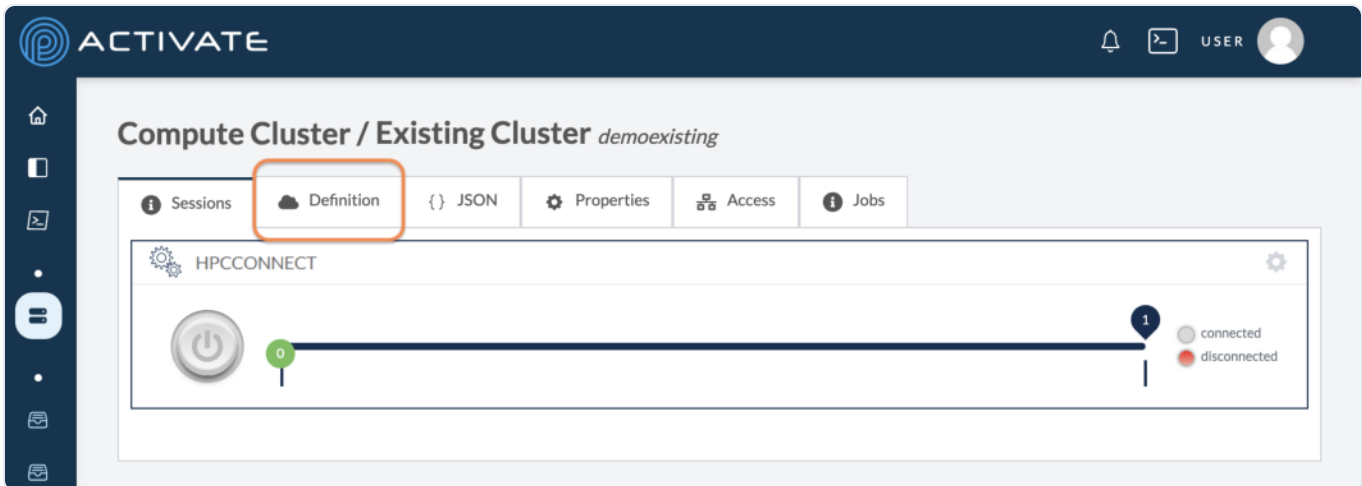 ACTIVATE
USER
Compute Cluster / Existing Cluster demoexisting
Sessions Definition {} JSON Properties Access Jobs
HPCCONNECT
0 1
connected
disconnected